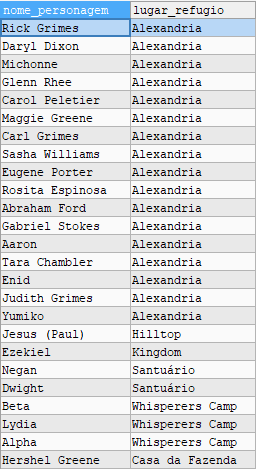 nome_personagem lugar_refugio
Rick Grimes Alexandria
Daryl Dixon Alexandria
Michonne Alexandria
Glenn Rhee Alexandria
Carol Peletier Alexandria
Maggie Greene Alexandria
Carl Grimes Alexandria
Sasha Williams Alexandria
Eugene Porter Alexandria
Rosita Espinosa Alexandria
Abraham Ford Alexandria
Gabriel Stokes Alexandria
Aaron Alexandria
Tara Chambler Alexandria
Enid Alexandria
Judith Grimes Alexandria
Yumiko Alexandria
Jesus (Paul) Hilltop
Ezekiel Kingdom
Negan Santuário
Dwight Santuário
Beta Whisperers Camp
Lydia Whisperers Camp
Alpha Whisperers Camp
Hershel Greene Casa da Fazenda